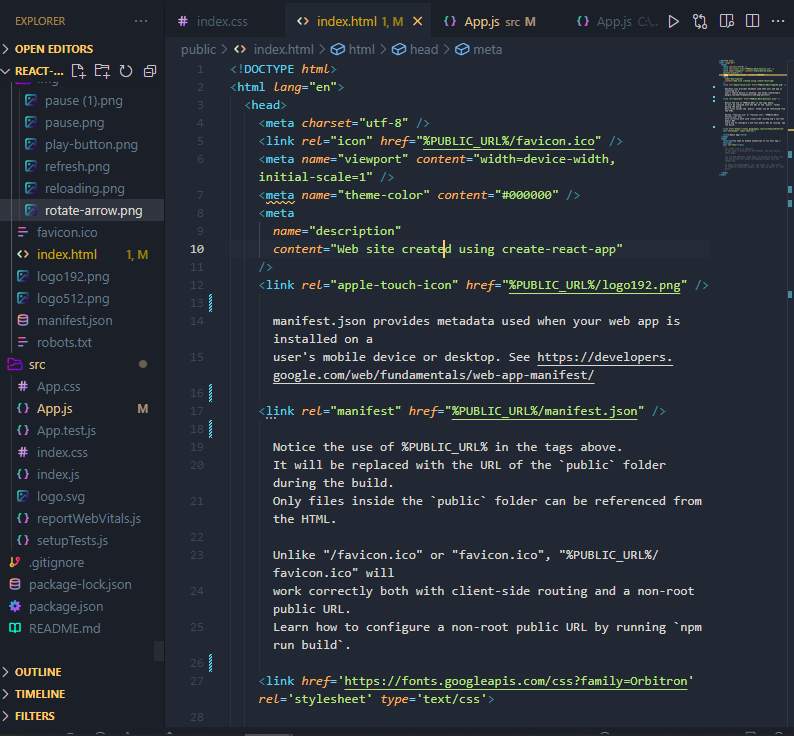 EXPLORER
index.css
index.html 1, M
App.js src M
App.js C:\...
OPEN EDITORS
public > index.html > html > head > meta
REACT-...
img
pause (1).png
pause.png
play-button.png
refresh.png
reloading.png
rotate-arrow.png
favicon.ico
index.html 1, M
logo192.png
logo512.png
manifest.json
robots.txt
src
App.css
App.js M
App.test.js
index.css
index.js
logo.svg
reportWebVitals.js
setupTests.js
.gitignore
package-lock.json
package.json
README.md
OUTLINE
TIMELINE
FILTERS
1 <!DOCTYPE html>
2 <html lang="en">
3 <head>
4 <meta charset="utf-8" />
5 <link rel="icon" href="%PUBLIC_URL%/favicon.ico" />
6 <meta name="viewport" content="width=device-width,
initial-scale=1" />
7 <meta name="theme-color" content="#000000" />
8 <meta
9 name="description"
10 content="Web site created using create-react-app"
11 />
12 <link rel="apple-touch-icon" href="%PUBLIC_URL%/logo192.png" />
13
14 manifest.json provides metadata used when your web app is
installed on a
15 user's mobile device or desktop. See https://developers.
google.com/web/fundamentals/web-app-manifest/
16
17 <link rel="manifest" href="%PUBLIC_URL%/manifest.json" />
18
19 Notice the use of %PUBLIC_URL% in the tags above.
20 It will be replaced with the URL of the `public` folder
during the build.
21 Only files inside the `public` folder can be referenced from
the HTML.
22
23 Unlike "/favicon.ico" or "favicon.ico", "%PUBLIC_URL%/
favicon.ico" will
24 work correctly both with client-side routing and a non-root
public URL.
25 Learn how to configure a non-root public URL by running `npm
run build`.
26
27 <link href='https://fonts.googleapis.com/css?family=Orbitron'
rel='stylesheet' type='text/css'>
28